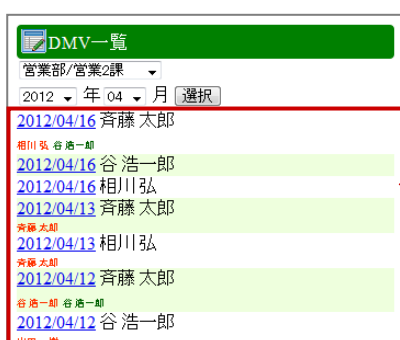 DMV一覧
営業部/営業2課
2012 年 04 月 選択
2012/04/16 斉藤 太郎
相川 弘 谷 浩一郎
2012/04/16 谷 浩一郎
2012/04/16 相川 弘
2012/04/13 斉藤 太郎
斉藤 太郎
2012/04/13 相川 弘
斉藤 太郎
2012/04/12 斉藤 太郎
谷 浩一郎 谷 浩一郎
2012/04/12 谷 浩一郎